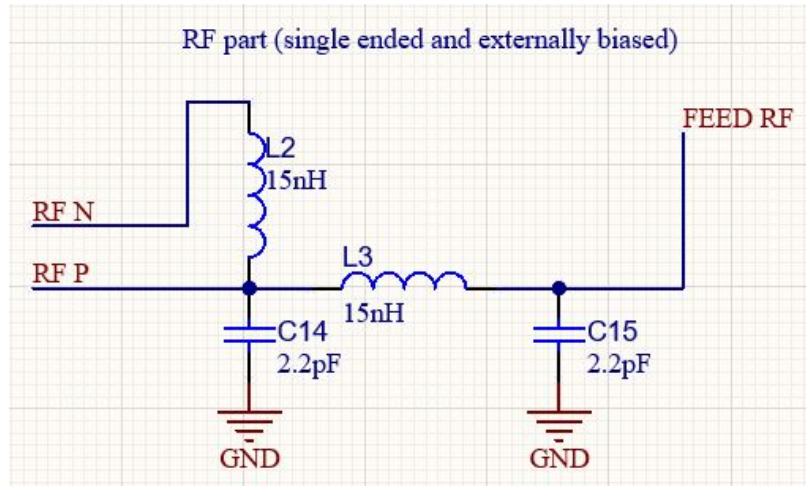 RF part (single ended and externally biased)
FEED RF
L2
15nH
RF N
RF P
L3
15nH
C14
2.2pF
C15
2.2pF
GND
GND